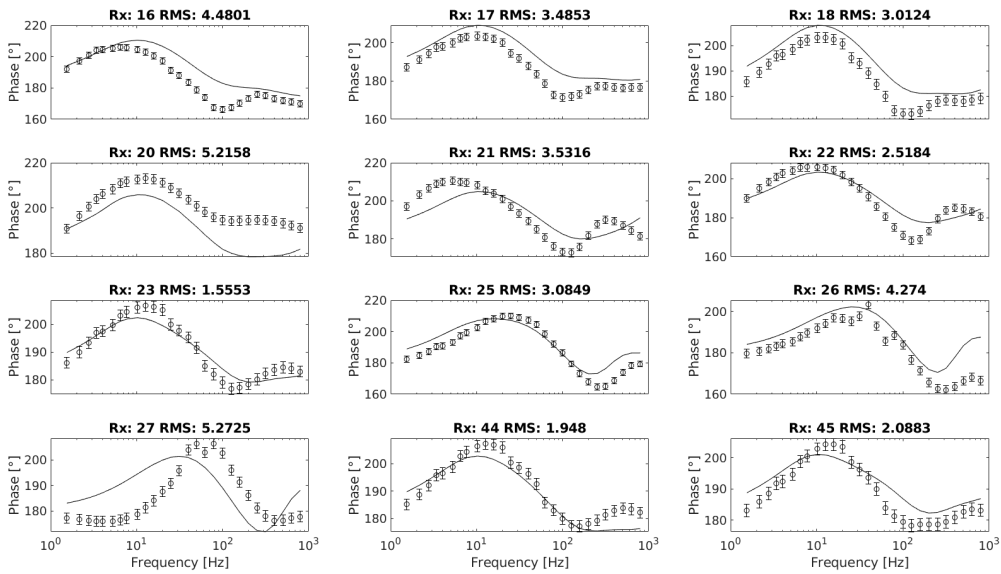 Rx: 16 RMS: 4.4801 Rx: 17 RMS: 3.4853 Rx: 18 RMS: 3.0124
Phase [°] 220 200 180 160 Phase [°] 200 180 160 Phase [°] 200 180
Rx: 20 RMS: 5.2158 Rx: 21 RMS: 3.5316 Rx: 22 RMS: 2.5184
Phase [°] 220 200 180 Phase [°] 220 200 180 Phase [°] 200 180 160
Rx: 23 RMS: 1.5553 Rx: 25 RMS: 3.0849 Rx: 26 RMS: 4.274
Phase [°] 200 190 180 Phase [°] 220 200 180 160 Phase [°] 200 180 160
Rx: 27 RMS: 5.2725 Rx: 44 RMS: 1.948 Rx: 45 RMS: 2.0883
Phase [°] 200 190 180 Phase [°] 200 190 180 Phase [°] 200 190 180
10⁰ 10¹ 10² 10³ 10⁰ 10¹ 10² 10³ 10⁰ 10¹ 10² 10³
Frequency [Hz] Frequency [Hz] Frequency [Hz]